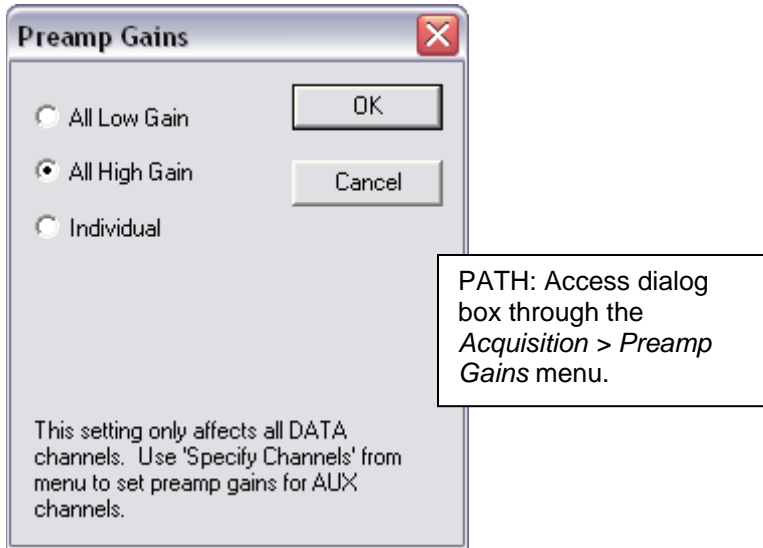 Preamp Gains
All Low Gain
OK
All High Gain
Cancel
Individual
PATH: Access dialog
box through the
Acquisition > Preamp
Gains menu.
This setting only affects all DATA
channels.  Use 'Specify Channels' from
menu to set preamp gains for AUX
channels.